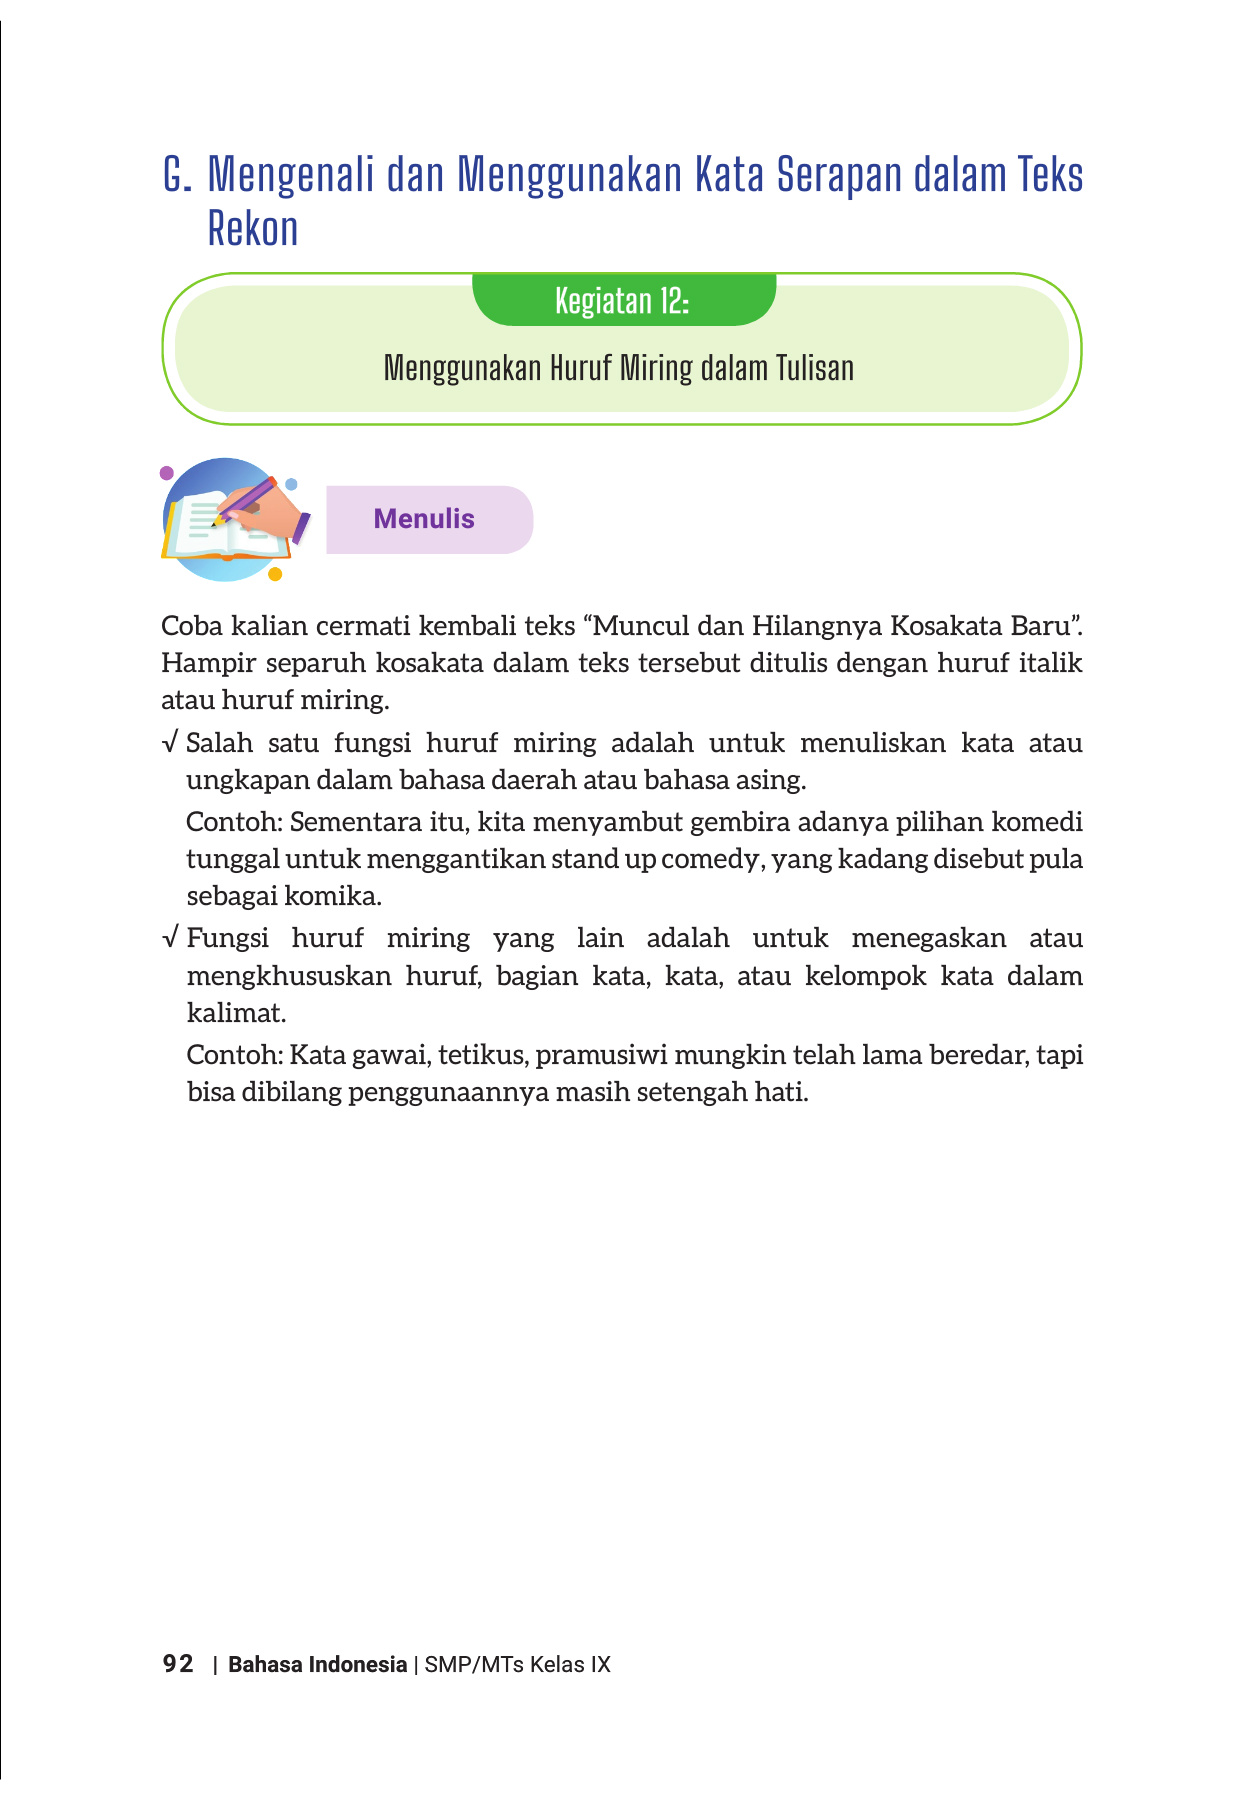 G. Mengenali dan Menggunakan Kata Serapan dalam Teks
Rekon
Kegiatan 12:
Menggunakan Huruf Miring dalam Tulisan
Menulis
Coba kalian cermati kembali teks “Muncul dan Hilangnya Kosakata Baru”.
Hampir separuh kosakata dalam teks tersebut ditulis dengan huruf italik
atau huruf miring.
√ Salah satu fungsi huruf miring adalah untuk menuliskan kata atau
ungkapan dalam bahasa daerah atau bahasa asing.
Contoh: Sementara itu, kita menyambut gembira adanya pilihan komedi
tunggal untuk menggantikan stand up comedy, yang kadang disebut pula
sebagai komika.
√ Fungsi huruf miring yang lain adalah untuk menegaskan atau
mengkhususkan huruf, bagian kata, kata, atau kelompok kata dalam
kalimat.
Contoh: Kata gawai, tetikus, pramusiwi mungkin telah lama beredar, tapi
bisa dibilang penggunaannya masih setengah hati.
92 | Bahasa Indonesia | SMP/MTs Kelas IX